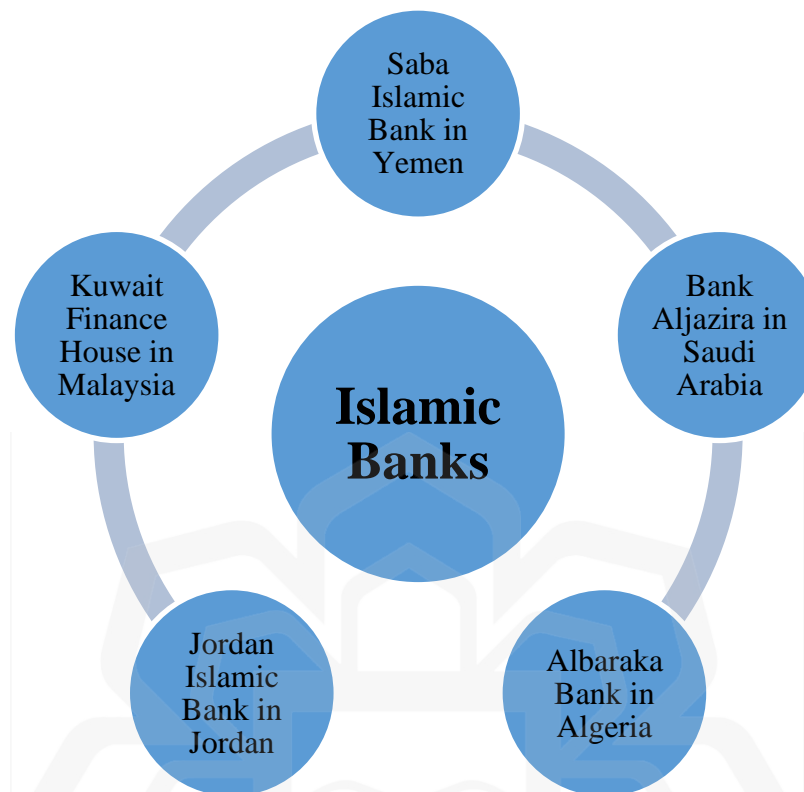 Saba
Islamic
Bank in
Yemen
Kuwait
Finance
House in
Malaysia
Bank
Aljazira in
Saudi
Arabia
Islamic
Banks
Jordan
Islamic
Bank in
Jordan
Albaraka
Bank in
Algeria